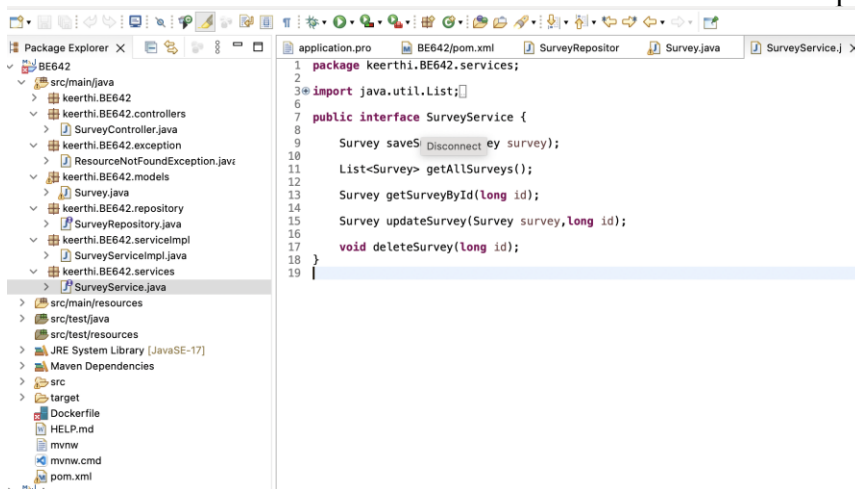 Package Explorer
application.pro
BE642/pom.xml
SurveyRepositor
Survey.java
SurveyService.j
BE642
src/main/java
keerthi.BE642
keerthi.BE642.controllers
SurveyController.java
keerthi.BE642.exception
ResourceNotFoundException.java
keerthi.BE642.models
Survey.java
keerthi.BE642.repository
SurveyRepository.java
keerthi.BE642.serviceImpl
SurveyServiceImpl.java
keerthi.BE642.services
SurveyService.java
src/main/resources
src/test/java
src/test/resources
JRE System Library [JavaSE-17]
Maven Dependencies
src
target
Dockerfile
HELP.md
mvnw
mvnw.cmd
pom.xml
1 package keerthi.BE642.services;
2
3 import java.util.List;
6
7 public interface SurveyService {
8
9 Survey saveS Disconnect ey survey);
10
11 List<Survey> getAllSurveys();
12
13 Survey getSurveyById(long id);
14
15 Survey updateSurvey(Survey survey,long id);
16
17 void deleteSurvey(long id);
18 }
19